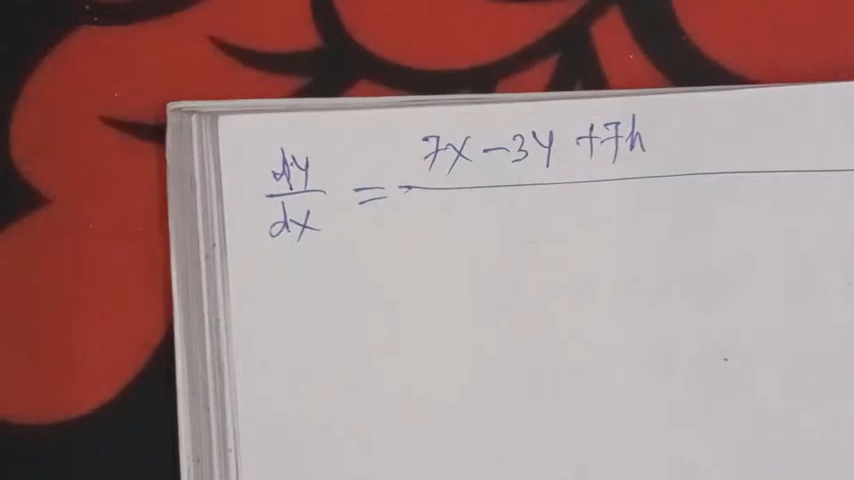 dy/dx = 7x - 3y + 7h